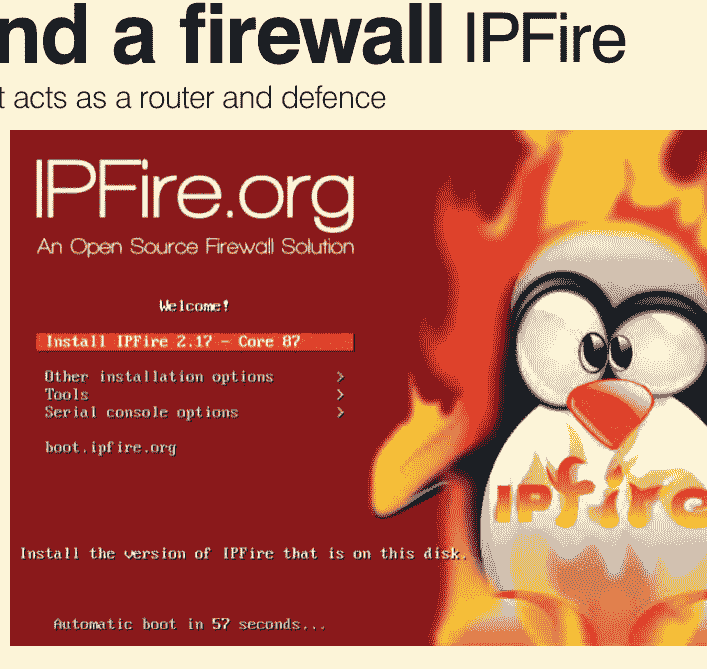 nd a firewall IPFire
t acts as a router and defence
IPFire.org
An Open Source Firewall Solution
Welcome!
Install IPFire 2.17 - Core 87
Other installation options >
Tools >
Serial console options >
boot.ipfire.org
ipfire
Install the version of IPFire that is on this disk.
Automatic boot in 57 seconds...